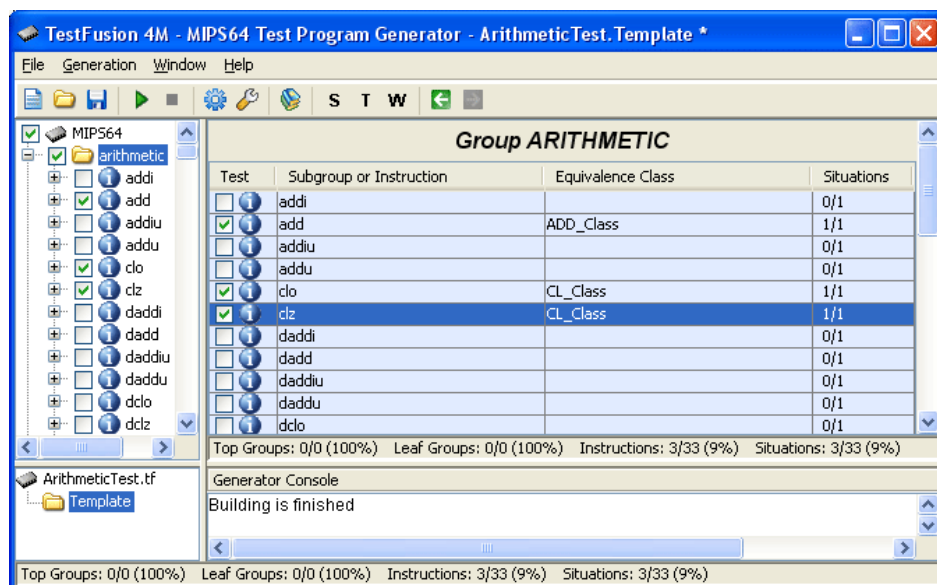 TestFusion 4M - MIPS64 Test Program Generator - ArithmeticTest.Template *
File Generation Window Help
S T W
MIPS64
arithmetic
addi
add
addiu
addu
clo
clz
daddi
dadd
daddiu
daddu
dclo
dclz
Group ARITHMETIC
Test Subgroup or Instruction Equivalence Class Situations
addi 0/1
add ADD_Class 1/1
addiu 0/1
addu 0/1
clo CL_Class 1/1
clz CL_Class 1/1
daddi 0/1
dadd 0/1
daddiu 0/1
daddu 0/1
dclo 0/1
Top Groups: 0/0 (100%) Leaf Groups: 0/0 (100%) Instructions: 3/33 (9%) Situations: 3/33 (9%)
ArithmeticTest.tf
Template
Generator Console
Building is finished
Top Groups: 0/0 (100%) Leaf Groups: 0/0 (100%) Instructions: 3/33 (9%) Situations: 3/33 (9%)